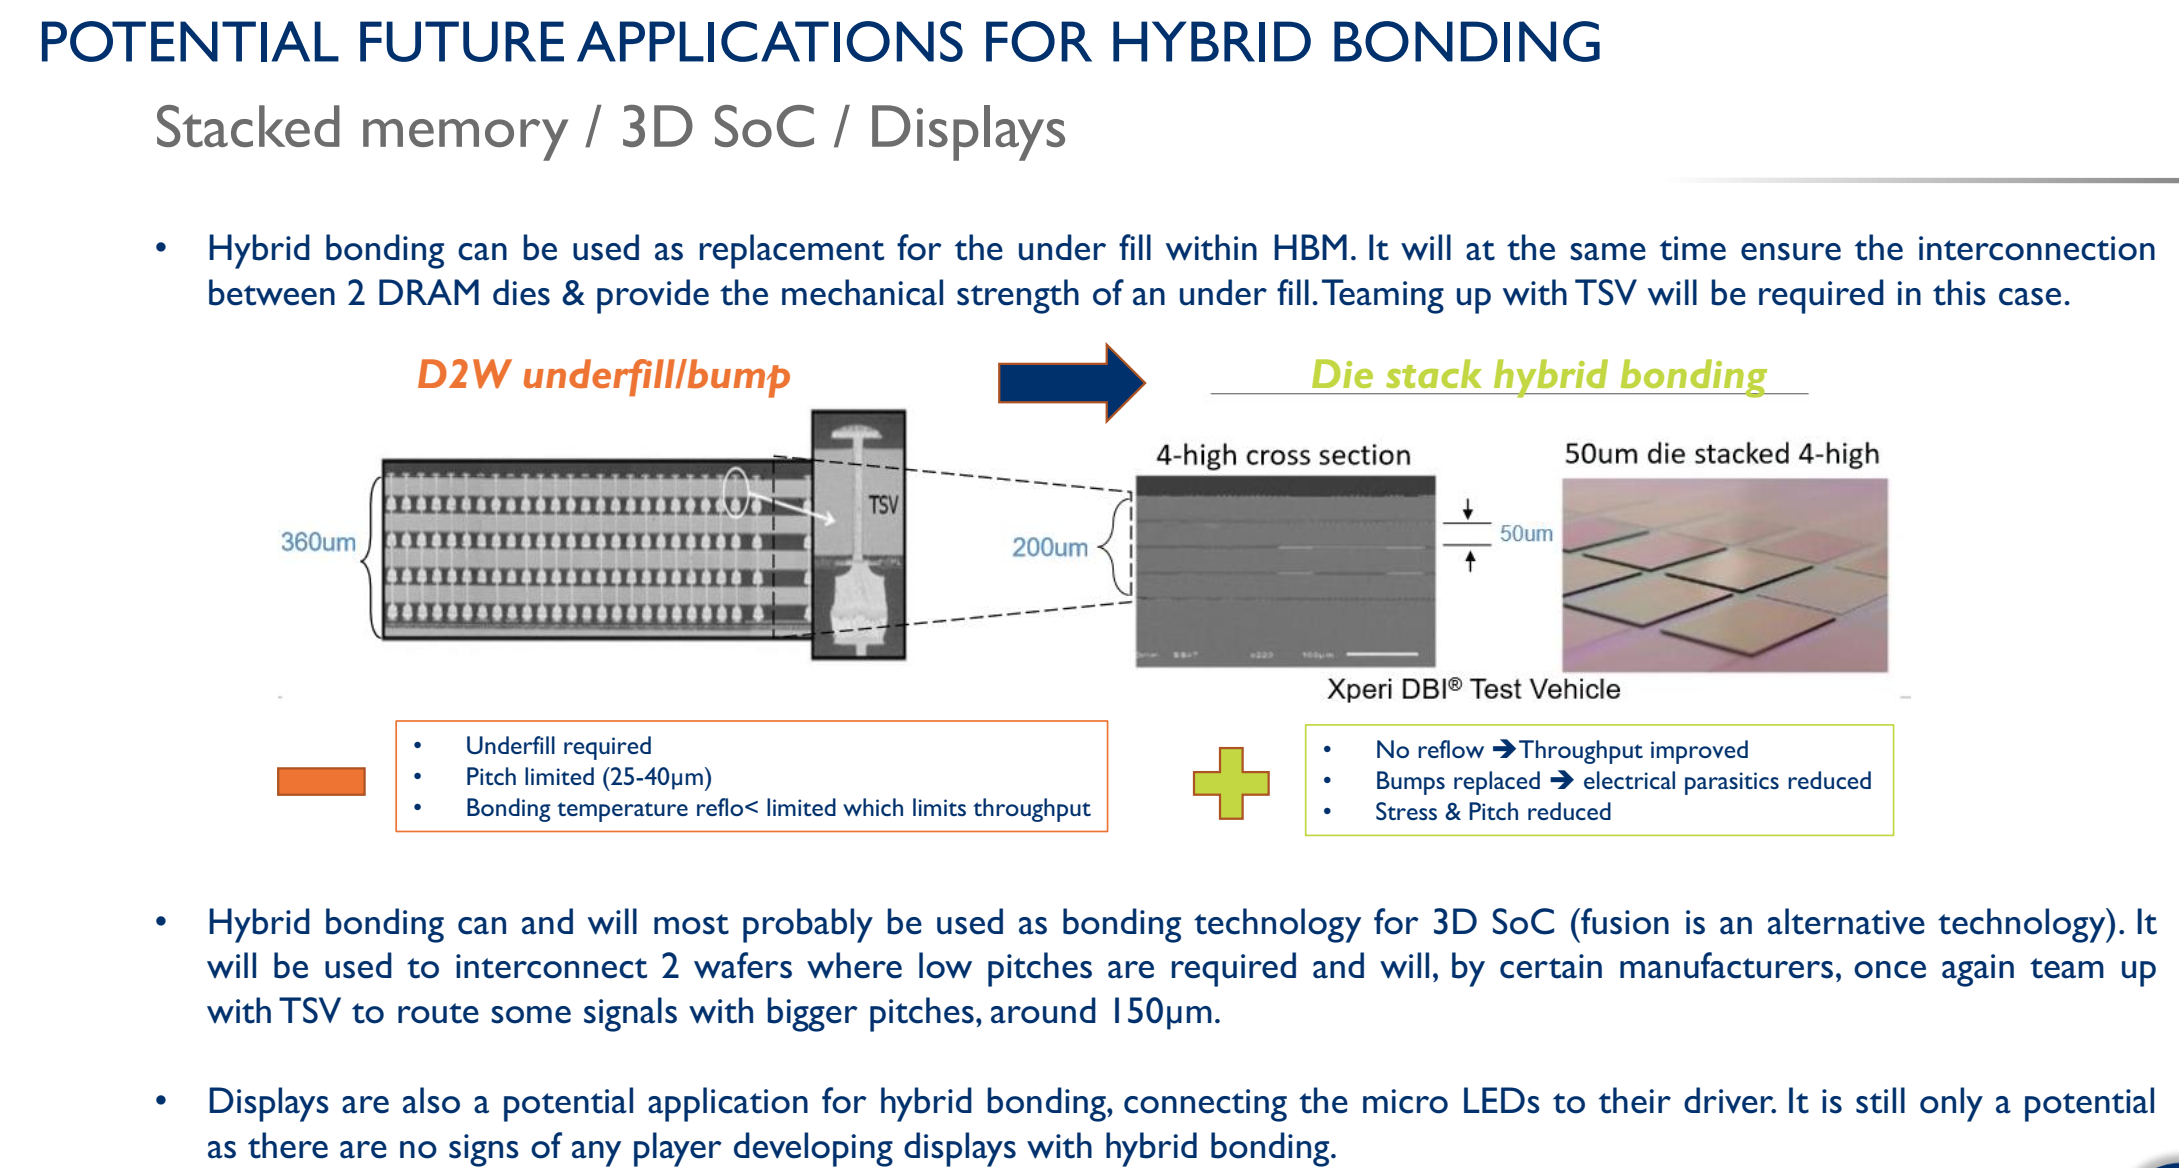 POTENTIAL FUTURE APPLICATIONS FOR HYBRID BONDING
Stacked memory / 3D SoC / Displays
• Hybrid bonding can be used as replacement for the under fill within HBM. It will at the same time ensure the interconnection
between 2 DRAM dies & provide the mechanical strength of an under fill. Teaming up with TSV will be required in this case.
D2W underfill/bump
Die stack hybrid bonding
4-high cross section
50um die stacked 4-high
TSV
360um
200um
50um
x220 100µm
Xperi DBI® Test Vehicle
• Underfill required
• Pitch limited (25-40µm)
• Bonding temperature reflo< limited which limits throughput
• No reflow ➔ Throughput improved
• Bumps replaced ➔ electrical parasitics reduced
• Stress & Pitch reduced
• Hybrid bonding can and will most probably be used as bonding technology for 3D SoC (fusion is an alternative technology). It
will be used to interconnect 2 wafers where low pitches are required and will, by certain manufacturers, once again team up
with TSV to route some signals with bigger pitches, around 150µm.
• Displays are also a potential application for hybrid bonding, connecting the micro LEDs to their driver. It is still only a potential
as there are no signs of any player developing displays with hybrid bonding.